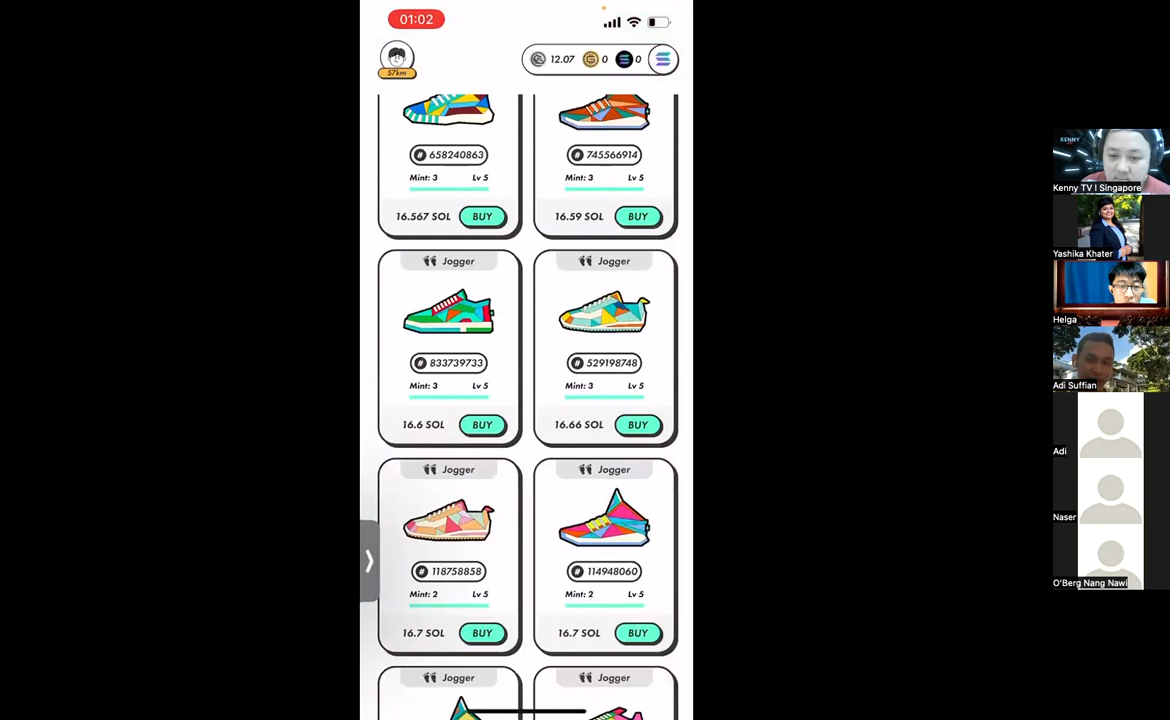 01:02
57km
12.07
0
0
# 658240863
Mint: 3 Lv 5
16.567 SOL BUY
# 745566914
Mint: 3 Lv 5
16.59 SOL BUY
Jogger
# 833739733
Mint: 3 Lv 5
16.6 SOL BUY
Jogger
# 529198748
Mint: 3 Lv 5
16.66 SOL BUY
Jogger
# 118758858
Mint: 2 Lv 5
16.7 SOL BUY
Jogger
# 114948060
Mint: 2 Lv 5
16.7 SOL BUY
Jogger
Jogger
KENNY
Kenny TV I Singapore
Yashika Khater
Helga
Adi Suffian
Adi
Naser
O'Berg Nang Nawi